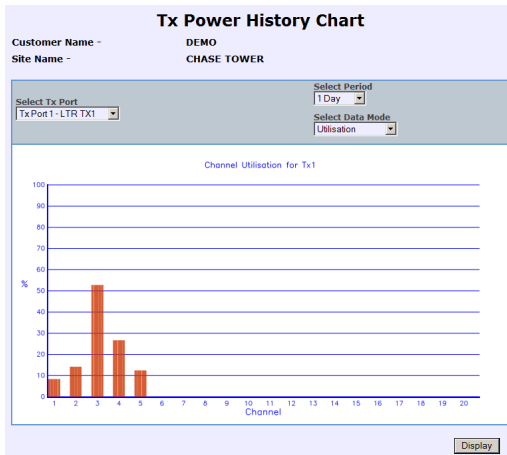 Tx Power History Chart
Customer Name - DEMO
Site Name - CHASE TOWER
Select Tx Port
Tx Port 1 - LTR TX1
Select Period
1 Day
Select Data Mode
Utilisation
Channel Utilisation for Tx1
100
90
80
70
60
%
50
40
30
20
10
0
1 2 3 4 5 6 7 8 9 10 11 12 13 14 15 16 17 18 19 20
Channel
Display